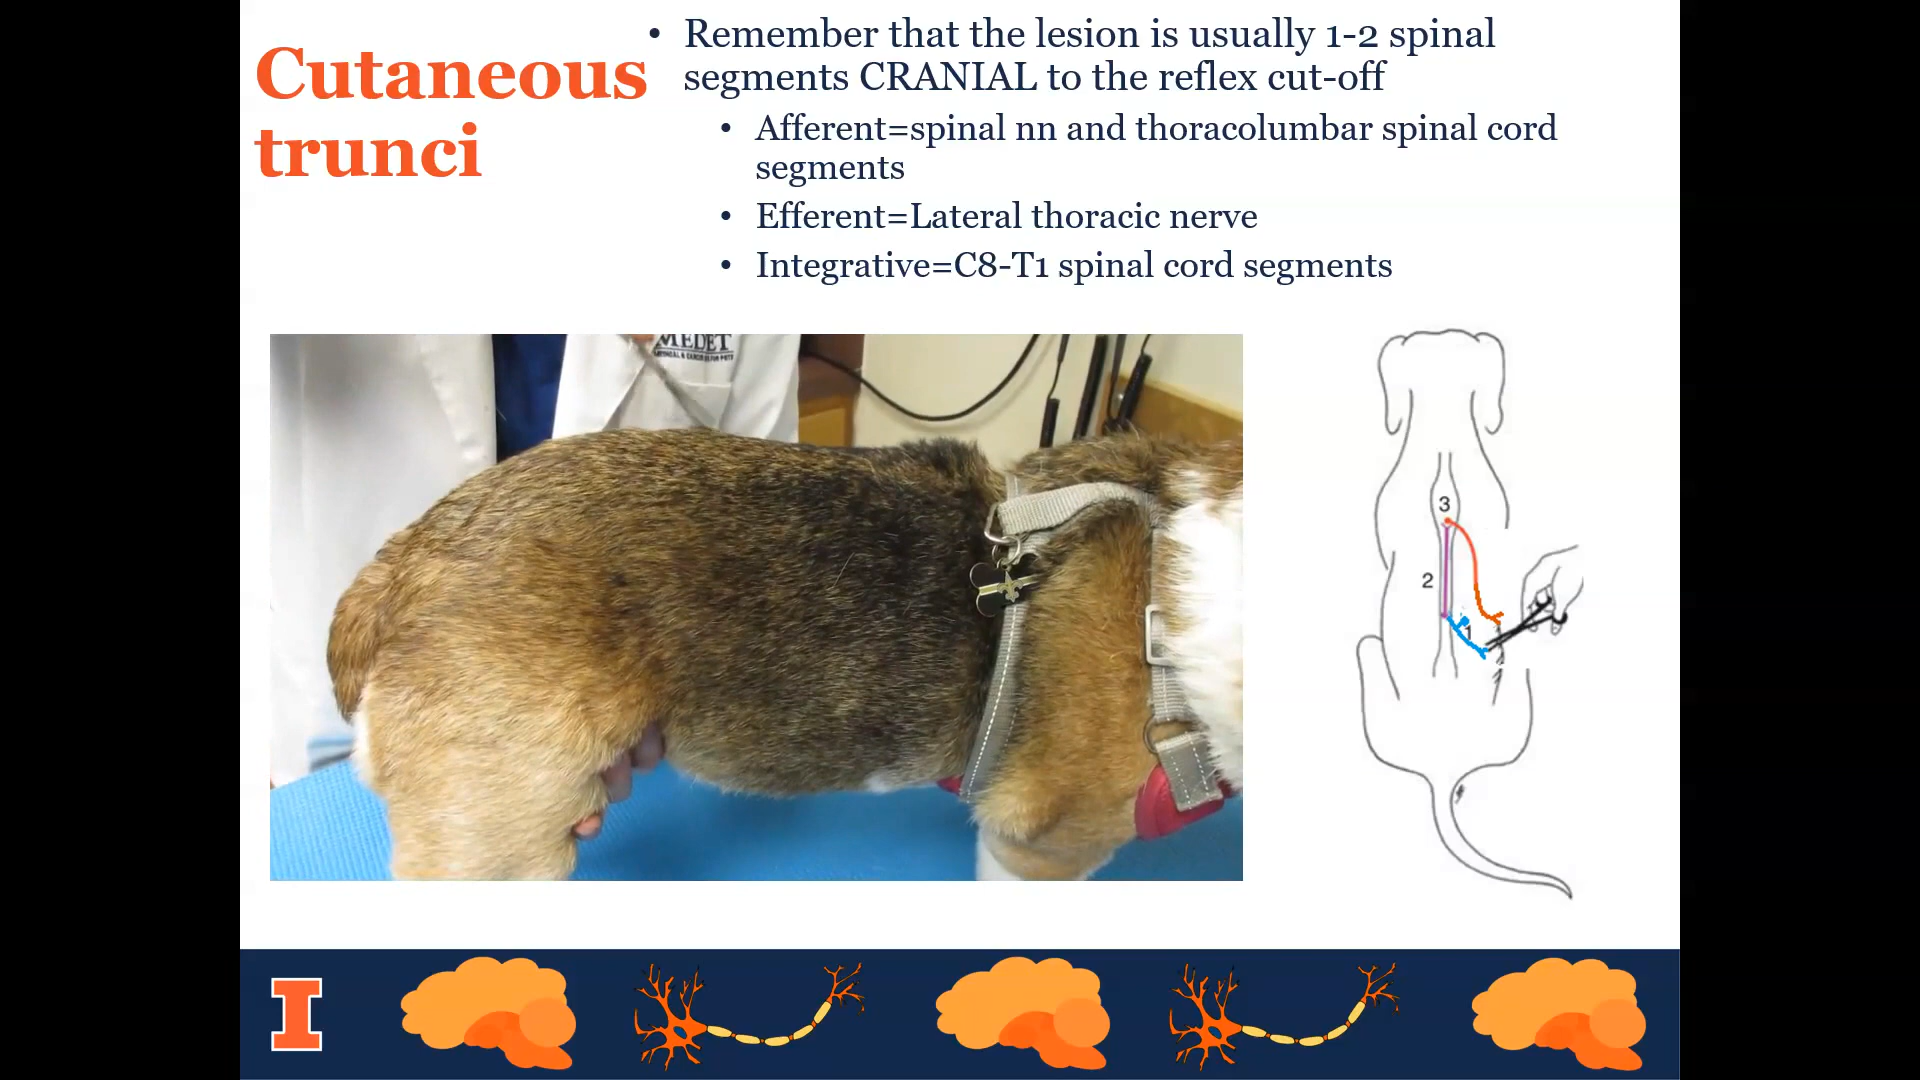 Cutaneous
trunci
• Remember that the lesion is usually 1-2 spinal
segments CRANIAL to the reflex cut-off
• Afferent=spinal nn and thoracolumbar spinal cord
segments
• Efferent=Lateral thoracic nerve
• Integrative=C8-T1 spinal cord segments
MEDET
3
2
1
I